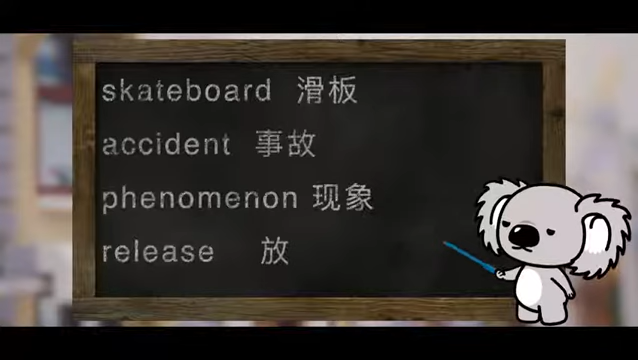 skateboard 滑板
accident 事故
phenomenon 现象
release 放